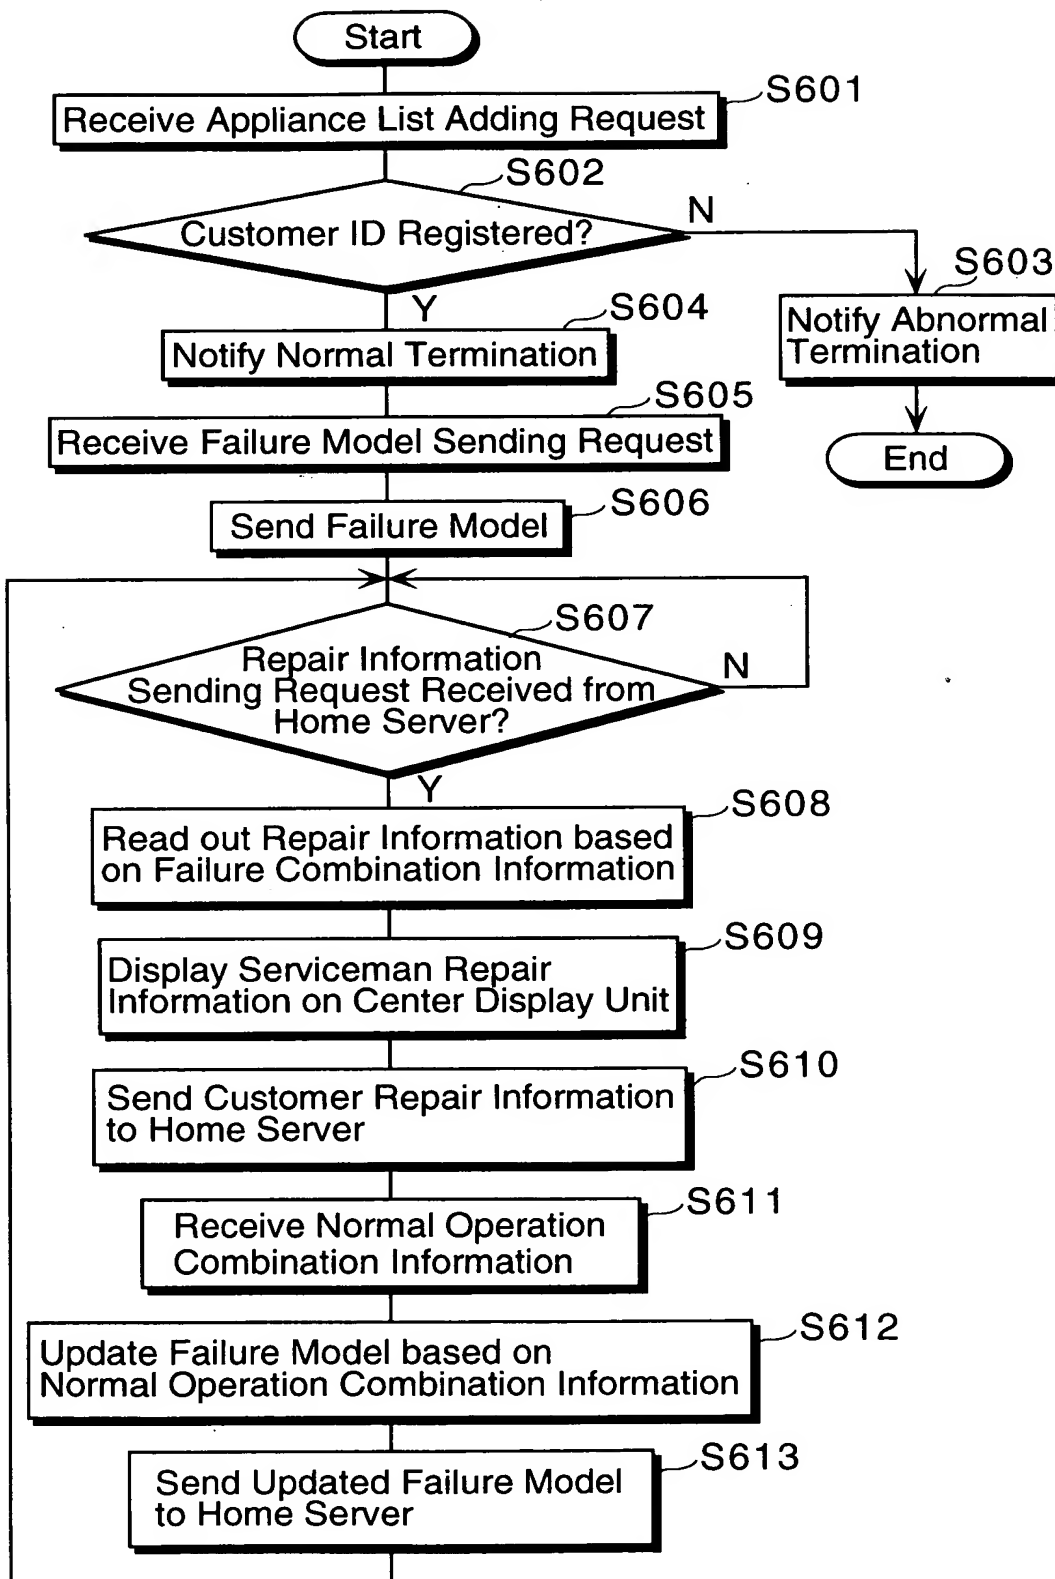 Start
S601
Receive Appliance List Adding Request
S602
Customer ID Registered?
N
Y
S603
Notify Abnormal
Termination
End
S604
Notify Normal Termination
S605
Receive Failure Model Sending Request
S606
Send Failure Model
S607
Repair Information
Sending Request Received from
Home Server?
N
Y
S608
Read out Repair Information based
on Failure Combination Information
S609
Display Serviceman Repair
Information on Center Display Unit
S610
Send Customer Repair Information
to Home Server
S611
Receive Normal Operation
Combination Information
S612
Update Failure Model based on
Normal Operation Combination Information
S613
Send Updated Failure Model
to Home Server